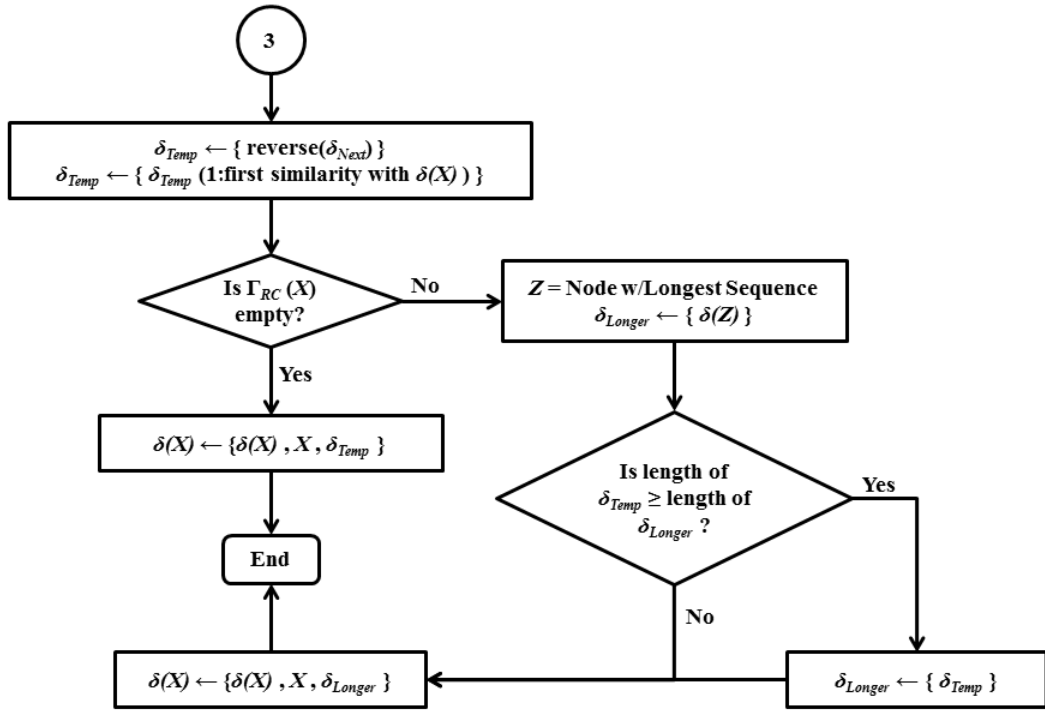 3
δTemp ← { reverse(δNext) }
δTemp ← { δTemp (1:first similarity with δ(X) ) }
Is ΓRC (X)
empty?
No
Z = Node w/Longest Sequence
δLonger ← { δ(Z) }
Yes
δ(X) ← {δ(X) , X , δTemp }
Is length of
δTemp ≥ length of
δLonger ?
Yes
End
No
δ(X) ← {δ(X) , X , δLonger }
δLonger ← { δTemp }